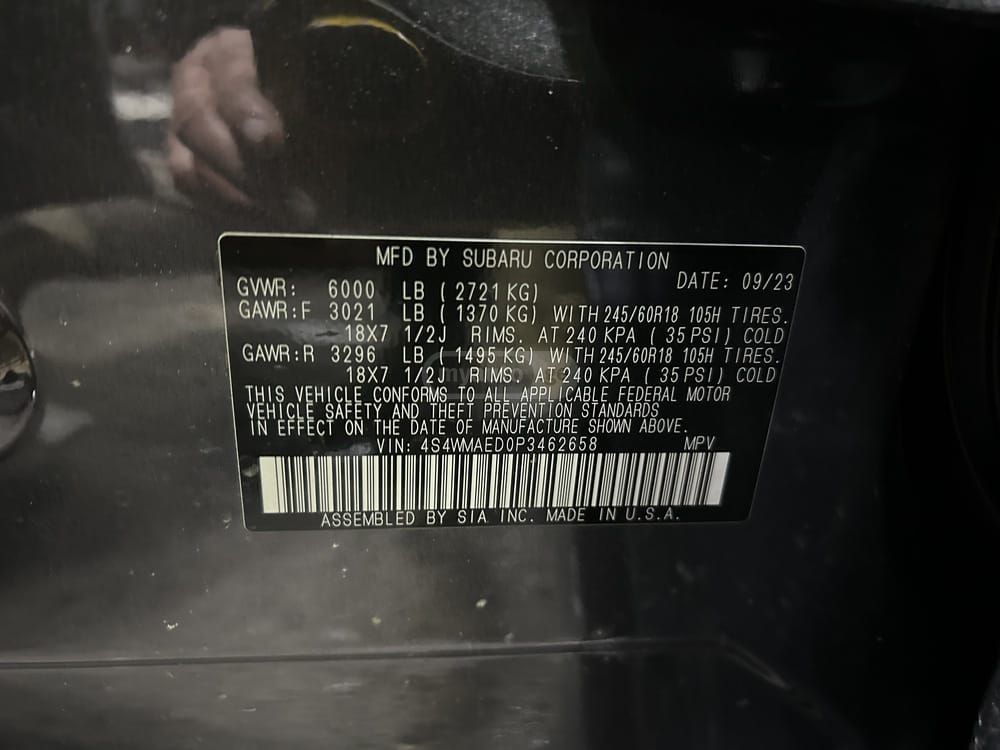 MFD BY SUBARU CORPORATION
DATE: 09/23
GVWR: 6000 LB ( 2721 KG)
GAWR:F 3021 LB ( 1370 KG) WITH 245/60R18 105H TIRES.
18X7 1/2J RIMS. AT 240 KPA ( 35 PSI) COLD
GAWR:R 3296 LB ( 1495 KG) WITH 245/60R18 105H TIRES.
18X7 1/2J RIMS. AT 240 KPA ( 35 PSI) COLD
THIS VEHICLE CONFORMS TO ALL APPLICABLE FEDERAL MOTOR
VEHICLE SAFETY AND THEFT PREVENTION STANDARDS
IN EFFECT ON THE DATE OF MANUFACTURE SHOWN ABOVE.
VIN: 4S4WMAED0P3462658 MPV
ASSEMBLED BY SIA INC. MADE IN U.S.A.